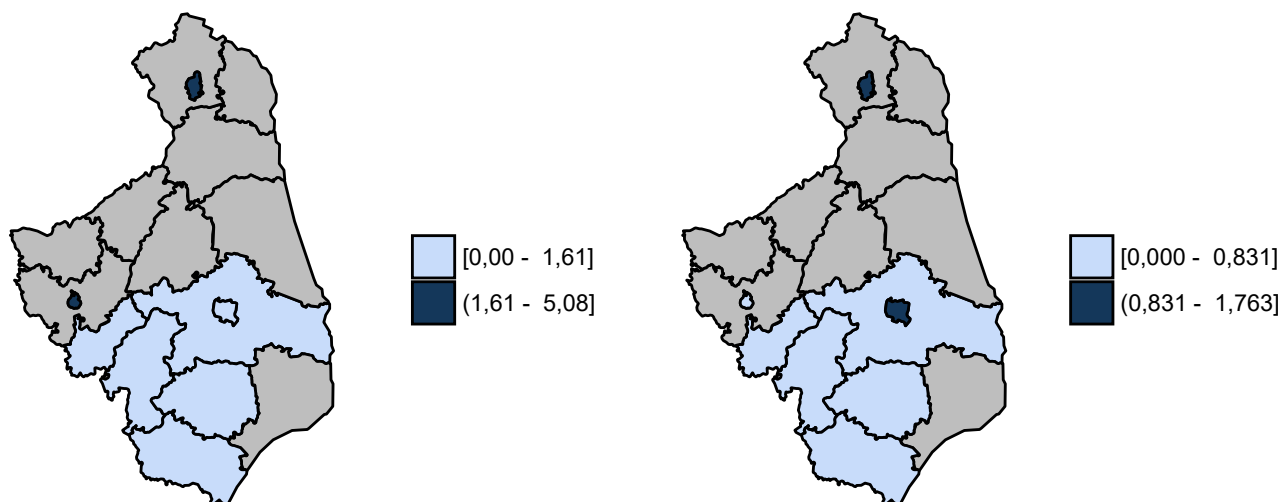 [0,00 -  1,61]
(1,61 -  5,08]
[0,000 -  0,831]
(0,831 -  1,763]